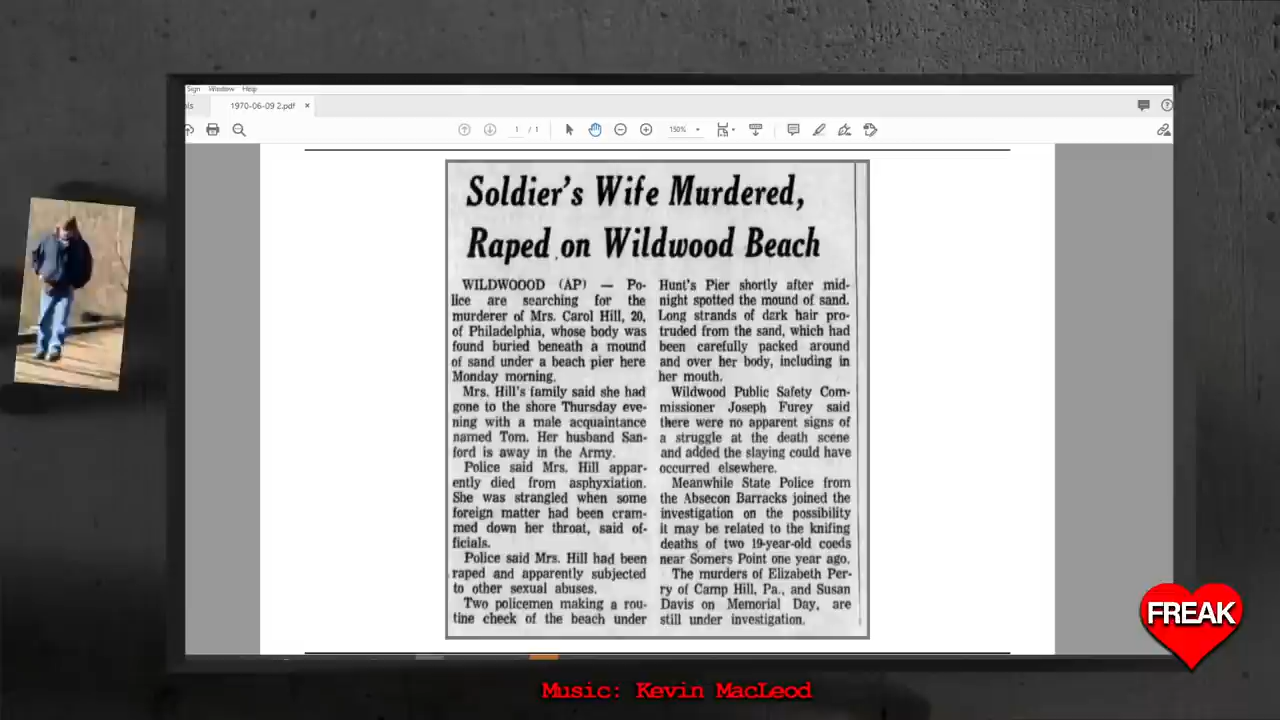 Sign Window Help
ls 1970-06-09 2.pdf ×
1 / 1 150%
Soldier's Wife Murdered,
Raped on Wildwood Beach
WILDWOOOD (AP) — Po-
lice are searching for the
murderer of Mrs. Carol Hill, 20,
of Philadelphia, whose body was
found buried beneath a mound
of sand under a beach pier here
Monday morning.
Mrs. Hill's family said she had
gone to the shore Thursday eve-
ning with a male acquaintance
named Tom. Her husband San-
ford is away in the Army.
Police said Mrs. Hill appar-
ently died from asphyxiation.
She was strangled when some
foreign matter had been cram-
med down her throat, said of-
ficials.
Police said Mrs. Hill had been
raped and apparently subjected
to other sexual abuses.
Two policemen making a rou-
tine check of the beach under
Hunt's Pier shortly after mid-
night spotted the mound of sand.
Long strands of dark hair pro-
truded from the sand, which had
been carefully packed around
and over her body, including in
her mouth.
Wildwood Public Safety Com-
missioner Joseph Furey said
there were no apparent signs of
a struggle at the death scene
and added the slaying could have
occurred elsewhere.
Meanwhile State Police from
the Absecon Barracks joined the
investigation on the possibility
it may be related to the knifing
deaths of two 19-year-old coeds
near Somers Point one year ago.
The murders of Elizabeth Per-
ry of Camp Hill, Pa., and Susan
Davis on Memorial Day, are
still under investigation.
FREAK
Music: Kevin MacLeod